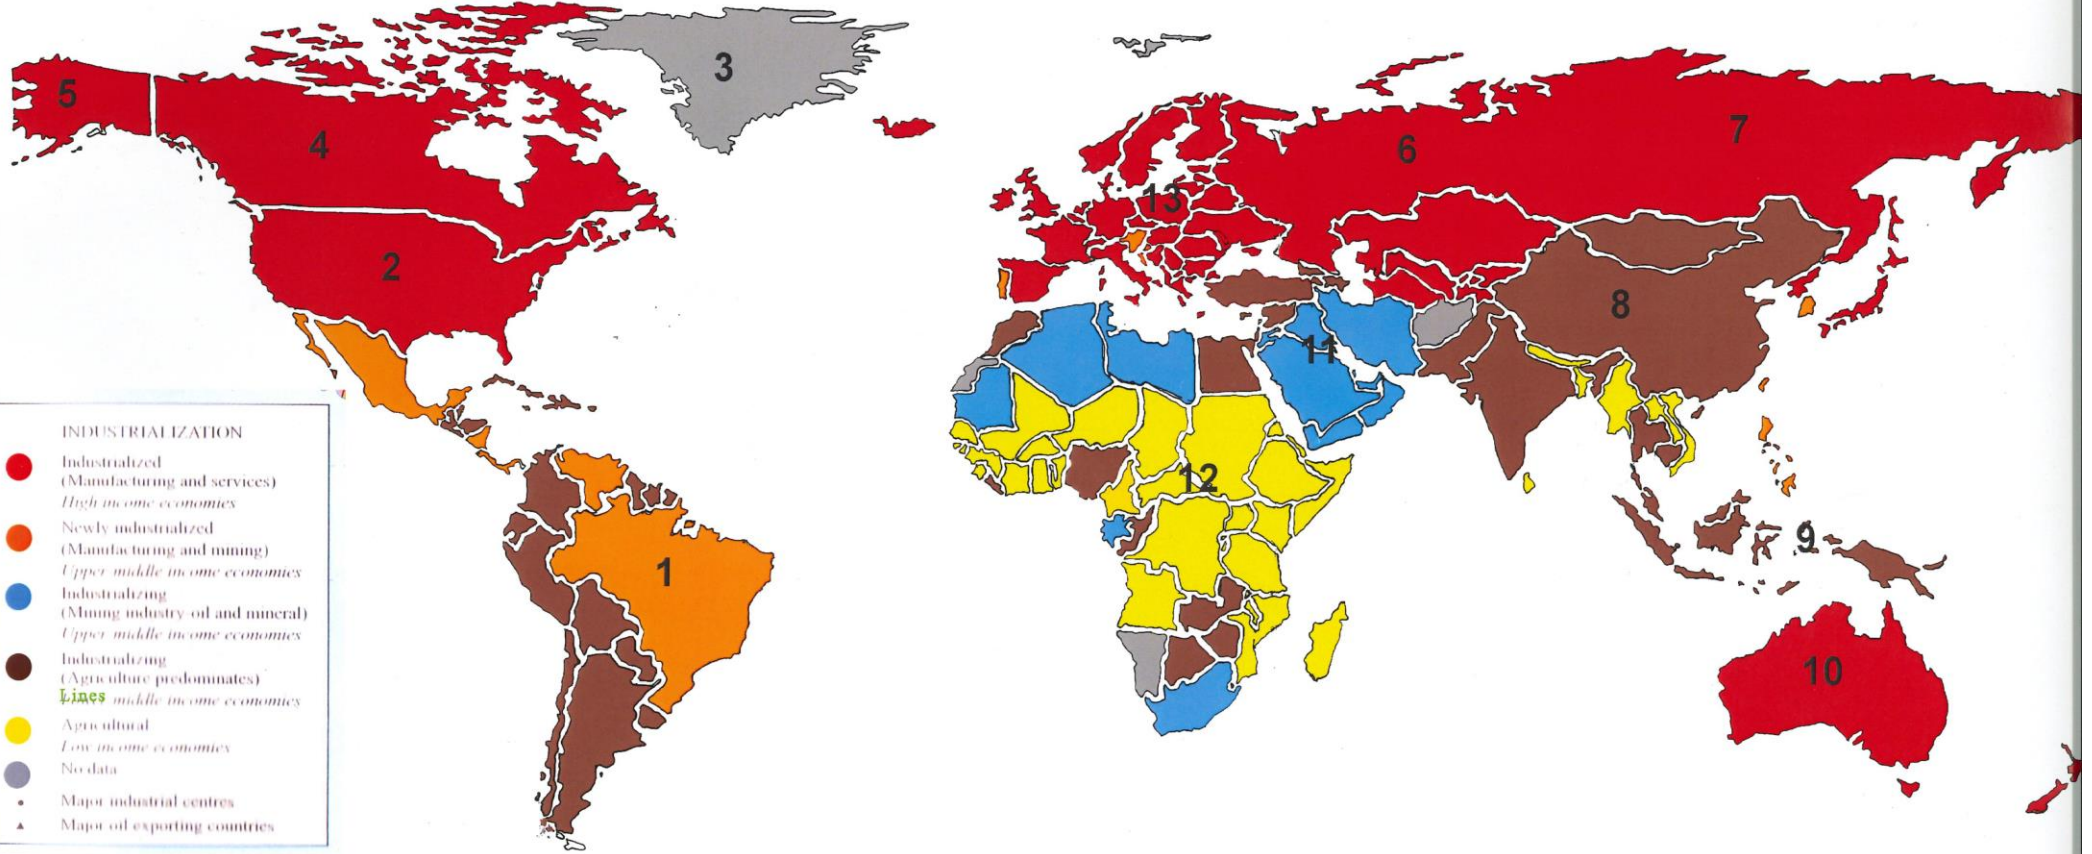 5
3
4
7
6
13
2
8
11
INDUSTRIALIZATION
Industrialized
(Manufacturing and services)
High income economies
Newly industrialized
(Manufacturing and mining)
Upper middle income economies
Industrializing
(Mining industry-oil and mineral)
Upper middle income economies
Industrializing
(Agriculture predominates)
Lines middle income economies
Agricultural
Low income economies
No data
Major industrial centres
Major oil exporting countries
12
9
1
10